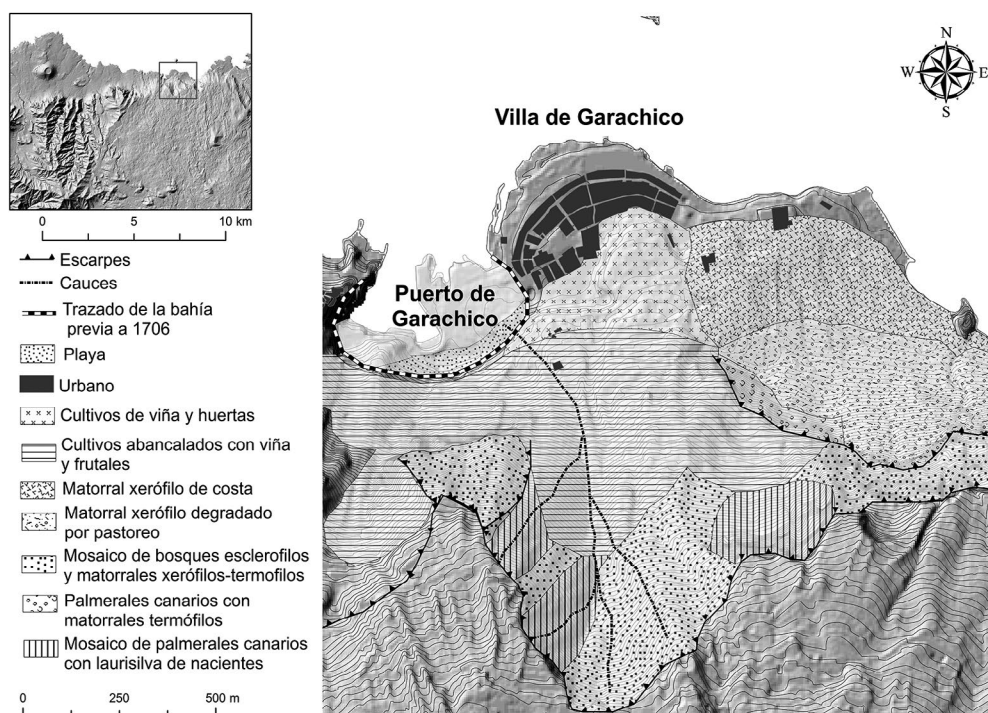 N
W E
S
Villa de Garachico
0 5 10 km
Escarpes
Cauces
Trazado de la bahía
previa a 1706
Puerto de
Garachico
Playa
Urbano
Cultivos de viña y huertas
Cultivos abancalados con viña
y frutales
Matorral xerófilo de costa
Matorral xerófilo degradado
por pastoreo
Mosaico de bosques esclerofilos
y matorrales xerófilos-termofilos
Palmerales canarios con
matorrales termófilos
Mosaico de palmerales canarios
con laurisilva de nacientes
0 250 500 m